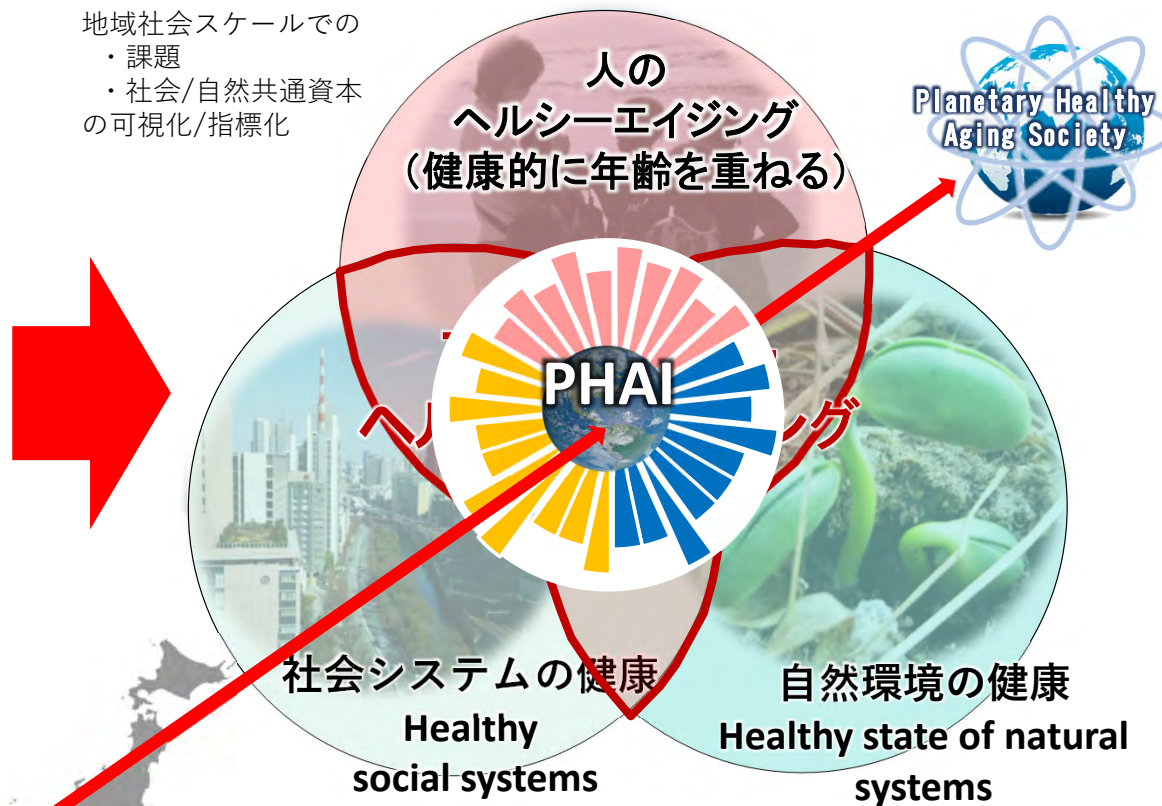 地域社会スケールでの
・課題
・社会/自然共通資本
の可視化/指標化
人の
ヘルシーエイジング
（健康的に年齢を重ねる）
Planetary Healthy
Aging Society
PHAI
社会システムの健康
Healthy
social systems
自然環境の健康
Healthy state of natural
systems